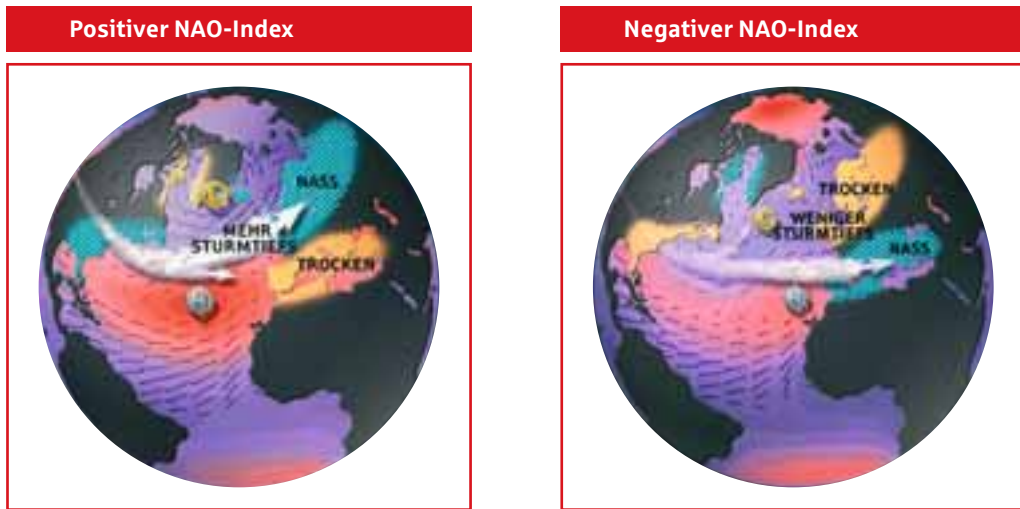 Positiver NAO-Index
NASS
MEHR
STURMTIEFS
TROCKEN
Negativer NAO-Index
TROCKEN
WENIGER
STURMTIEFS
NASS